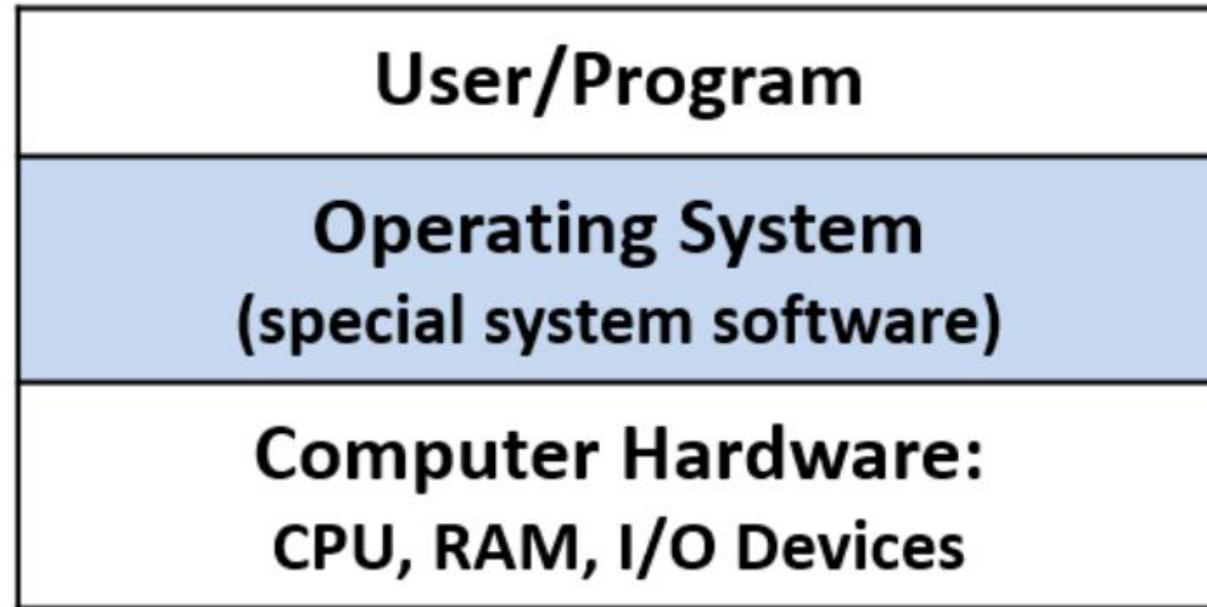 User/Program
Operating System
(special system software)
Computer Hardware:
CPU, RAM, I/O Devices